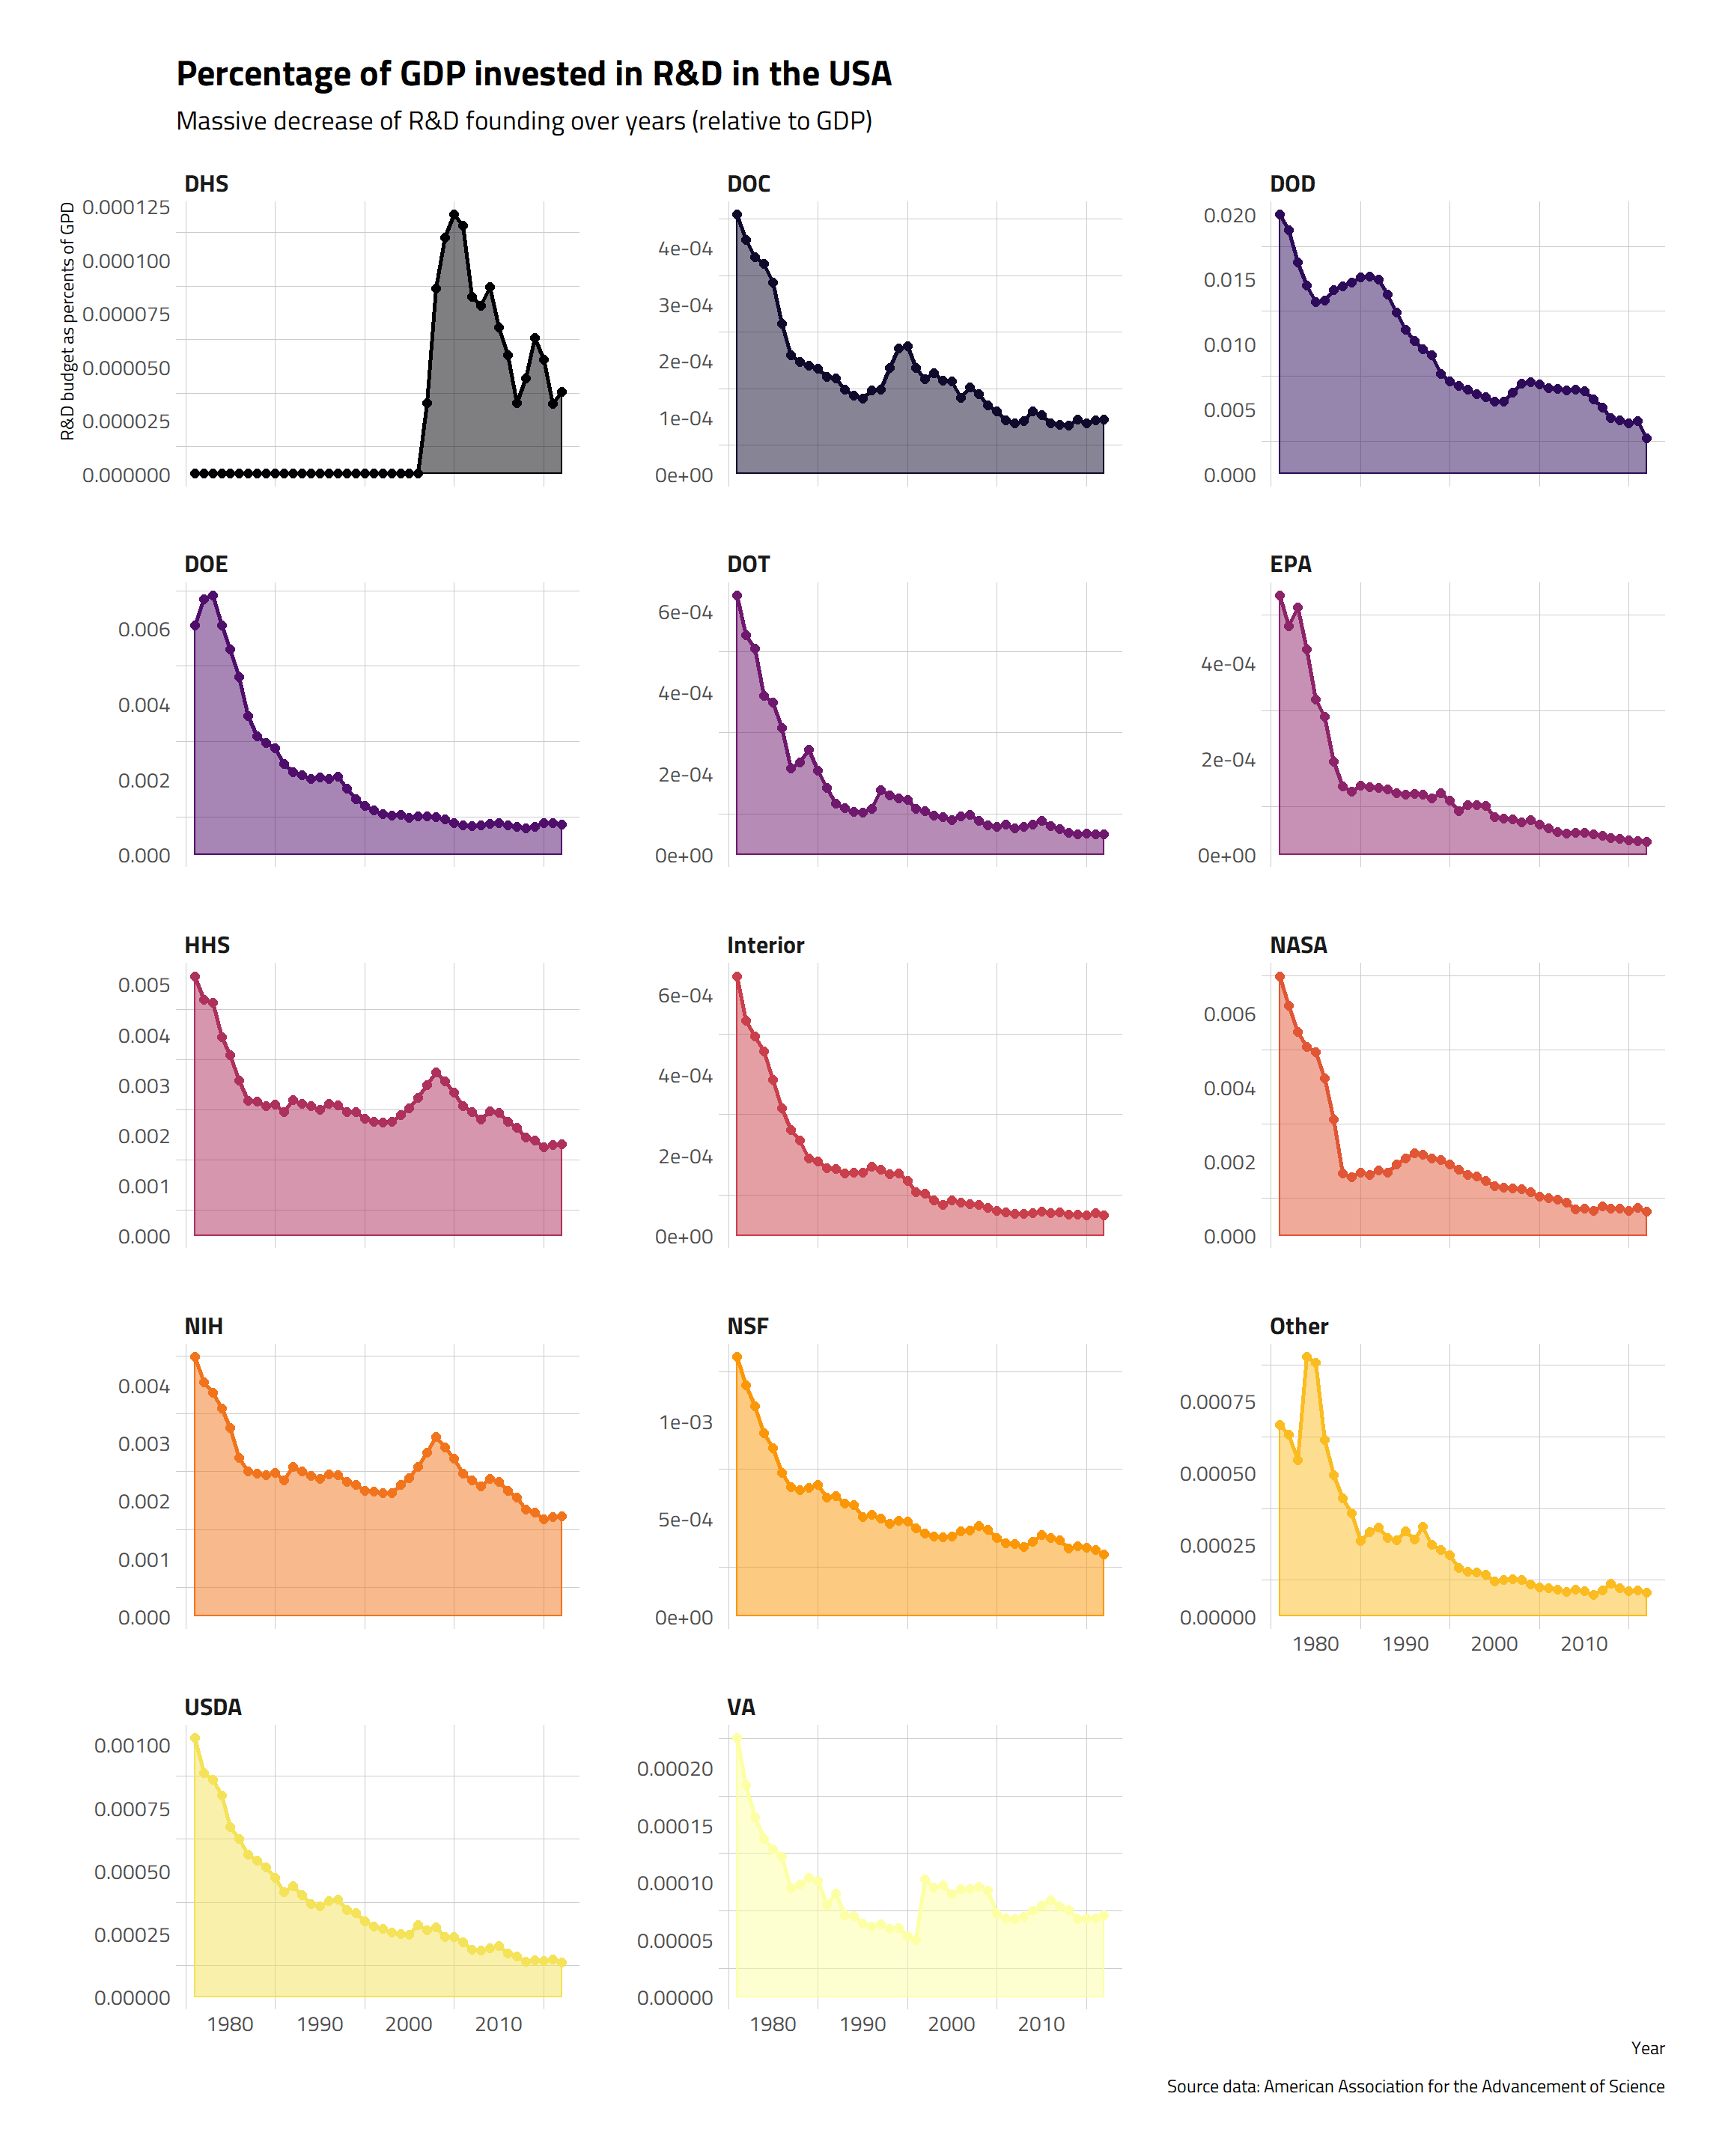 Percentage of GDP invested in R&D in the USA
Massive decrease of R&D founding over years (relative to GDP)
R&D budget as percents of GPD
DHS
0.000125
0.000100
0.000075
0.000050
0.000025
0.000000
DOC
4e-04
3e-04
2e-04
1e-04
0e+00
DOD
0.020
0.015
0.010
0.005
0.000
DOE
0.006
0.004
0.002
0.000
DOT
6e-04
4e-04
2e-04
0e+00
EPA
4e-04
2e-04
0e+00
HHS
0.005
0.004
0.003
0.002
0.001
0.000
Interior
6e-04
4e-04
2e-04
0e+00
NASA
0.006
0.004
0.002
0.000
NIH
0.004
0.003
0.002
0.001
0.000
NSF
1e-03
5e-04
0e+00
Other
0.00075
0.00050
0.00025
0.00000
1980 1990 2000 2010
USDA
0.00100
0.00075
0.00050
0.00025
0.00000
1980 1990 2000 2010
VA
0.00020
0.00015
0.00010
0.00005
0.00000
1980 1990 2000 2010
Year
Source data: American Association for the Advancement of Science